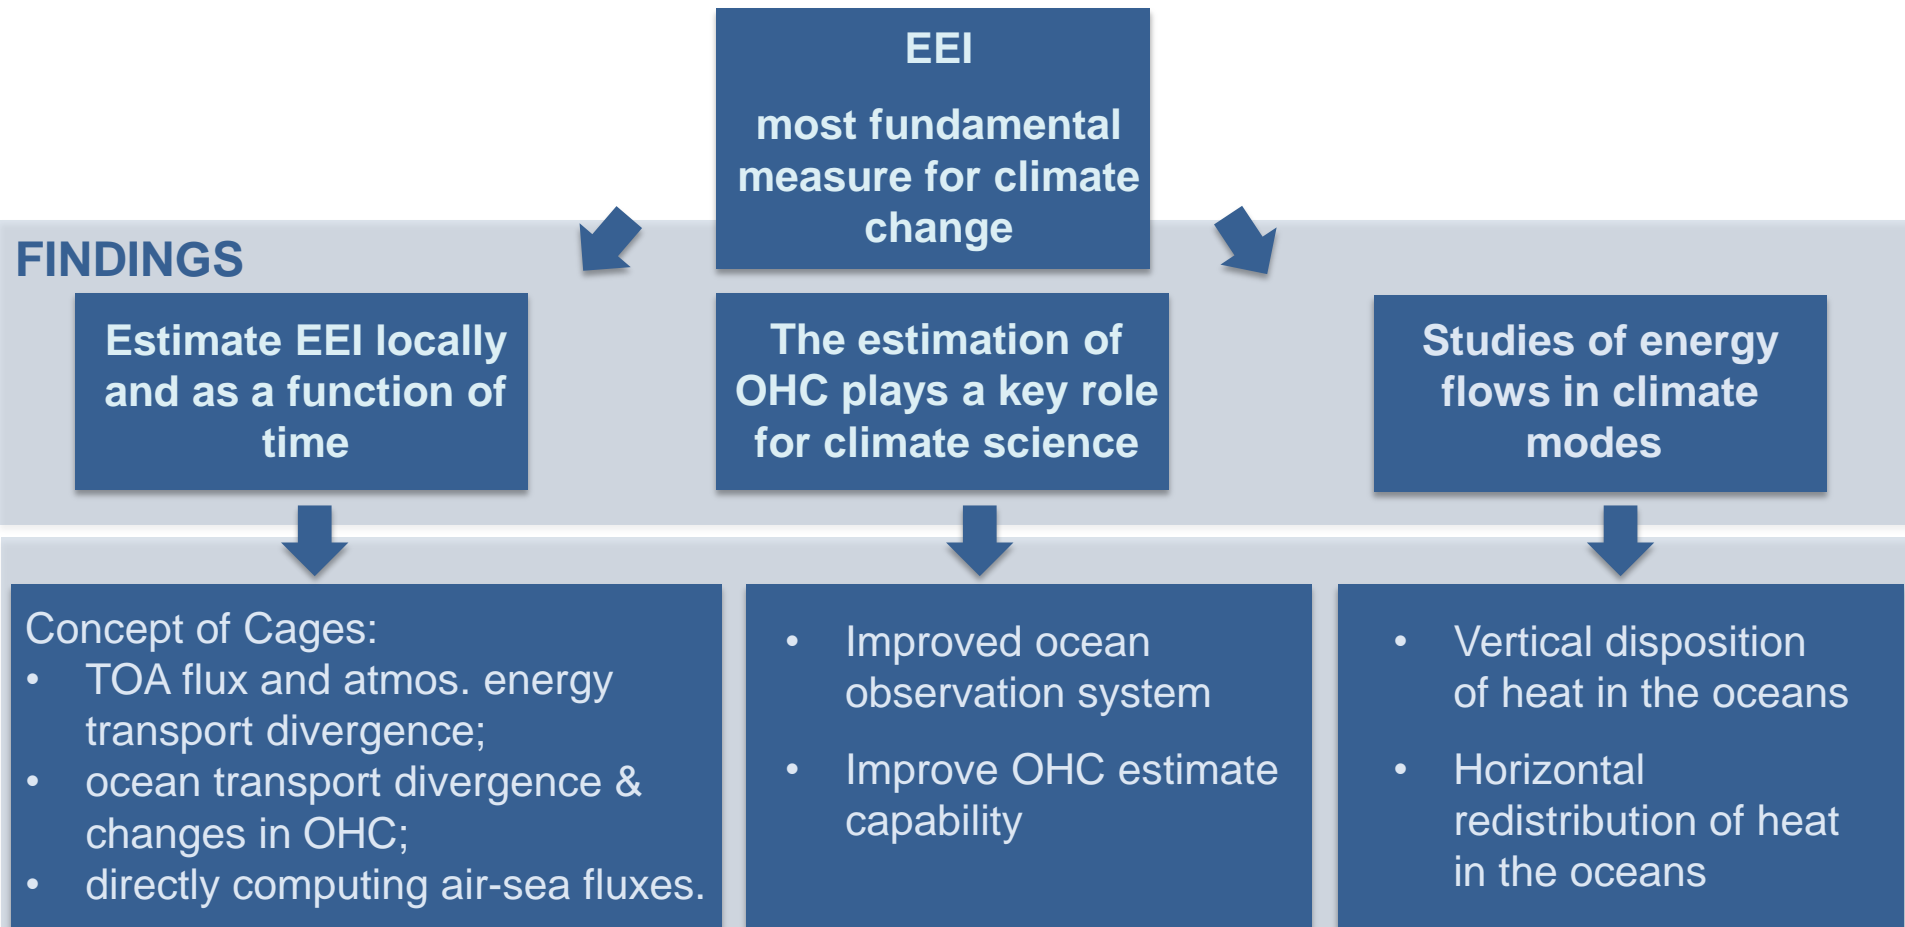 EEI
most fundamental
measure for climate
change
FINDINGS
Estimate EEI locally
and as a function of
time
The estimation of
OHC plays a key role
for climate science
Studies of energy
flows in climate
modes
Concept of Cages:
• TOA flux and atmos. energy
transport divergence;
• ocean transport divergence &
changes in OHC;
• directly computing air-sea fluxes.
• Improved ocean
observation system
• Improve OHC estimate
capability
• Vertical disposition
of heat in the oceans
• Horizontal
redistribution of heat
in the oceans